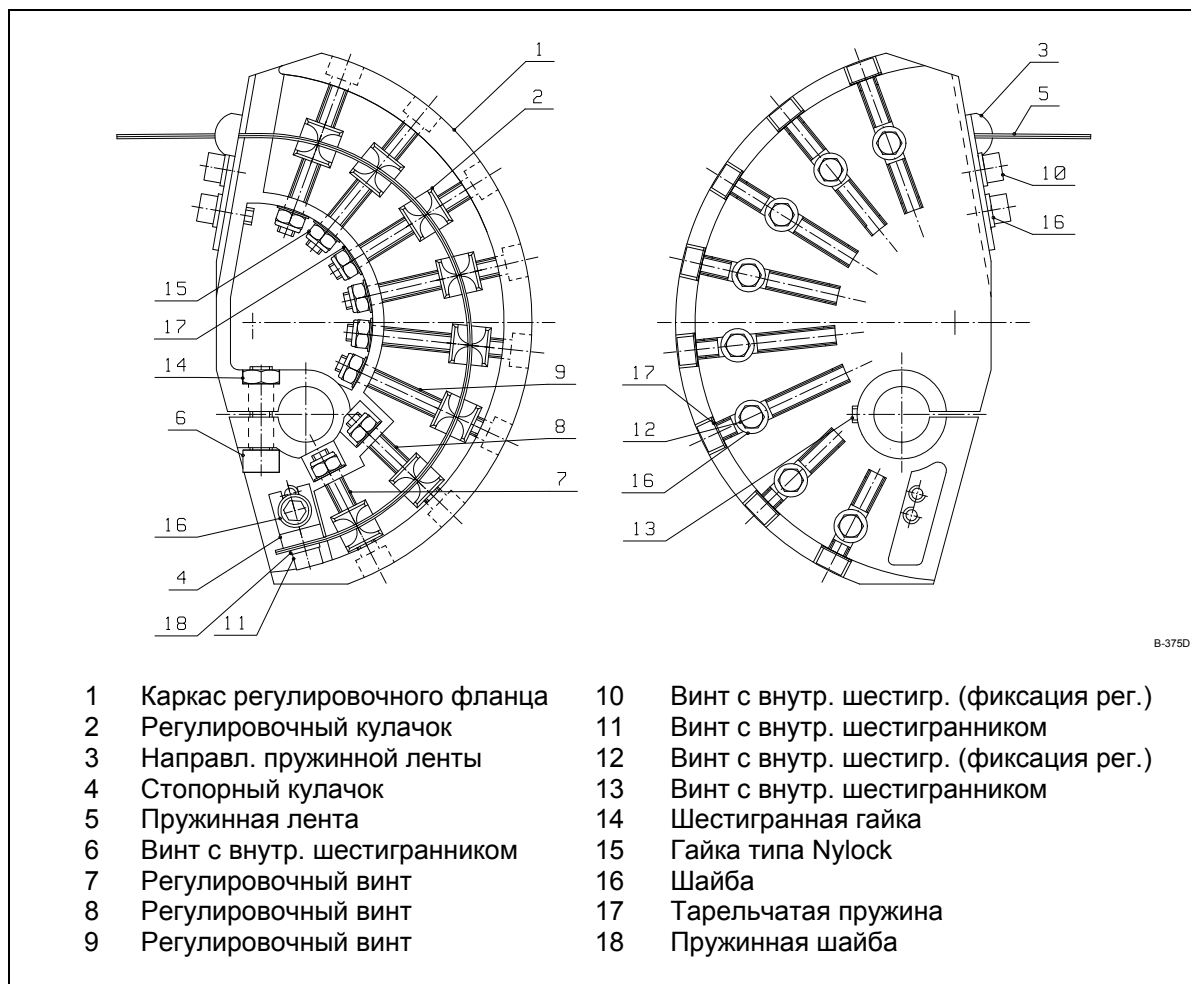 1
2
15
17
14
6
16
4
18
11
9
8
7
3
5
10
16
17
12
16
13
B-375D
1 Каркас регулировочного фланца
2 Регулировочный кулачок
3 Направл. пружинной ленты
4 Стопорный кулачок
5 Пружинная лента
6 Винт с внутр. шестигранником
7 Регулировочный винт
8 Регулировочный винт
9 Регулировочный винт
10 Винт с внутр. шестигр. (фиксация рег.)
11 Винт с внутр. шестигранником
12 Винт с внутр. шестигр. (фиксация рег.)
13 Винт с внутр. шестигранником
14 Шестигранная гайка
15 Гайка типа Nylock
16 Шайба
17 Тарельчатая пружина
18 Пружинная шайба